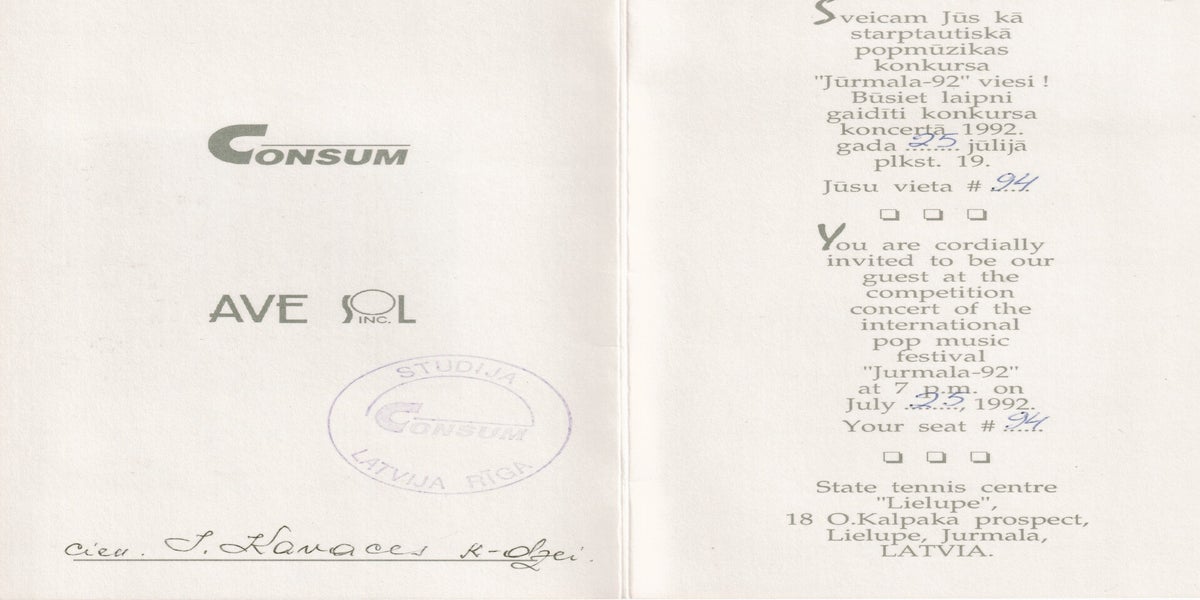 CONSUM
AVE SOL
INC.
STUDIJA
CONSUM
LATVIJA RĪGA
cien. I. Kavaces k-dzei.
Sveicam Jūs kā
starptautiskā
popmūzikas
konkursa
"Jūrmala-92" viesi !
Būsiet laipni
gaidīti konkursa
koncertā 1992.
gada 25 jūlijā
plkst. 19.
Jūsu vieta # 94
You are cordially
invited to be our
guest at the
competition
concert of the
international
pop music
festival
"Jurmala-92"
at 7 p.m. on
July 25, 1992.
Your seat # 94
State tennis centre
"Lielupe",
18 O.Kalpaka prospect,
Lielupe, Jurmala,
LATVIA.